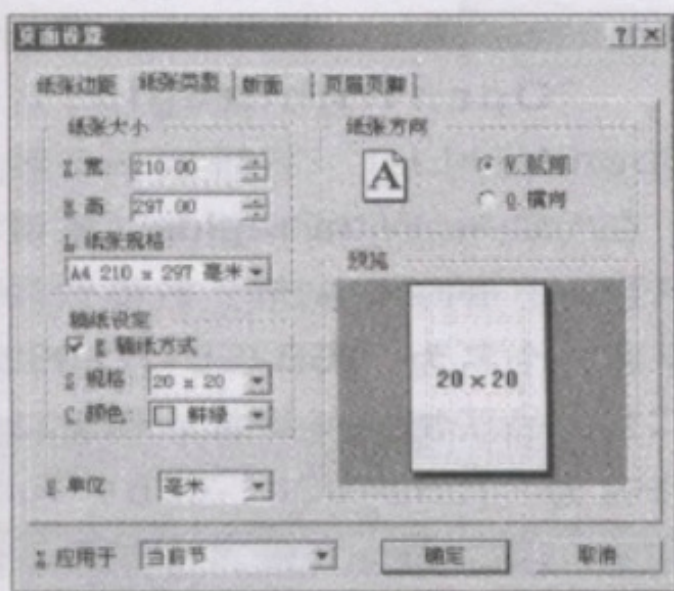 页面设置
纸张边距 纸张类型 版面 页眉页脚
纸张大小
宽 210.00
高 297.00
L 纸张规格
A4 210 x 297 毫米
稿纸设定
稿纸方式
S 规格: 20 x 20
C 颜色: 鲜绿
单位 毫米
纸张方向
A
V 纵向
Q 横向
预览
20×20
应用于 当前节
确定 取消